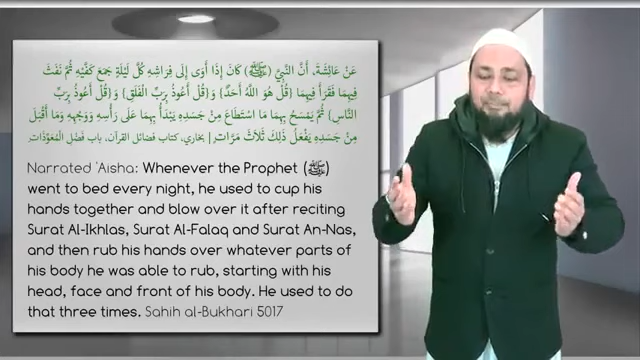 عَنْ عَائِشَةَ، أَنَّ النَّبِيَّ (ﷺ) كَانَ إِذَا أَوَى إِلَى فِرَاشِهِ كُلَّ لَيْلَةٍ جَمَعَ كَفَّيْهِ ثُمَّ نَفَثَ
فِيهِمَا فَقَرَأَ فِيهِمَا {قُلْ هُوَ اللَّهُ أَحَدٌ} وَ{قُلْ أَعُوذُ بِرَبِّ الْفَلَقِ} وَ{قُلْ أَعُوذُ بِرَبِّ
النَّاسِ} ثُمَّ يَمْسَحُ بِهِمَا مَا اسْتَطَاعَ مِنْ جَسَدِهِ يَبْدَأُ بِهِمَا عَلَى رَأْسِهِ وَوَجْهِهِ وَمَا أَقْبَلَ
مِنْ جَسَدِهِ يَفْعَلُ ذَلِكَ ثَلاَثَ مَرَّاتٍ. | بخاري، كتاب فضائل القرآن، باب فَضْلِ الْمُعَوِّذَاتِ.
Narrated 'Aisha: Whenever the Prophet (ﷺ)
went to bed every night, he used to cup his
hands together and blow over it after reciting
Surat Al-Ikhlas, Surat Al-Falaq and Surat An-Nas,
and then rub his hands over whatever parts of
his body he was able to rub, starting with his
head, face and front of his body. He used to do
that three times. Sahih al-Bukhari 5017